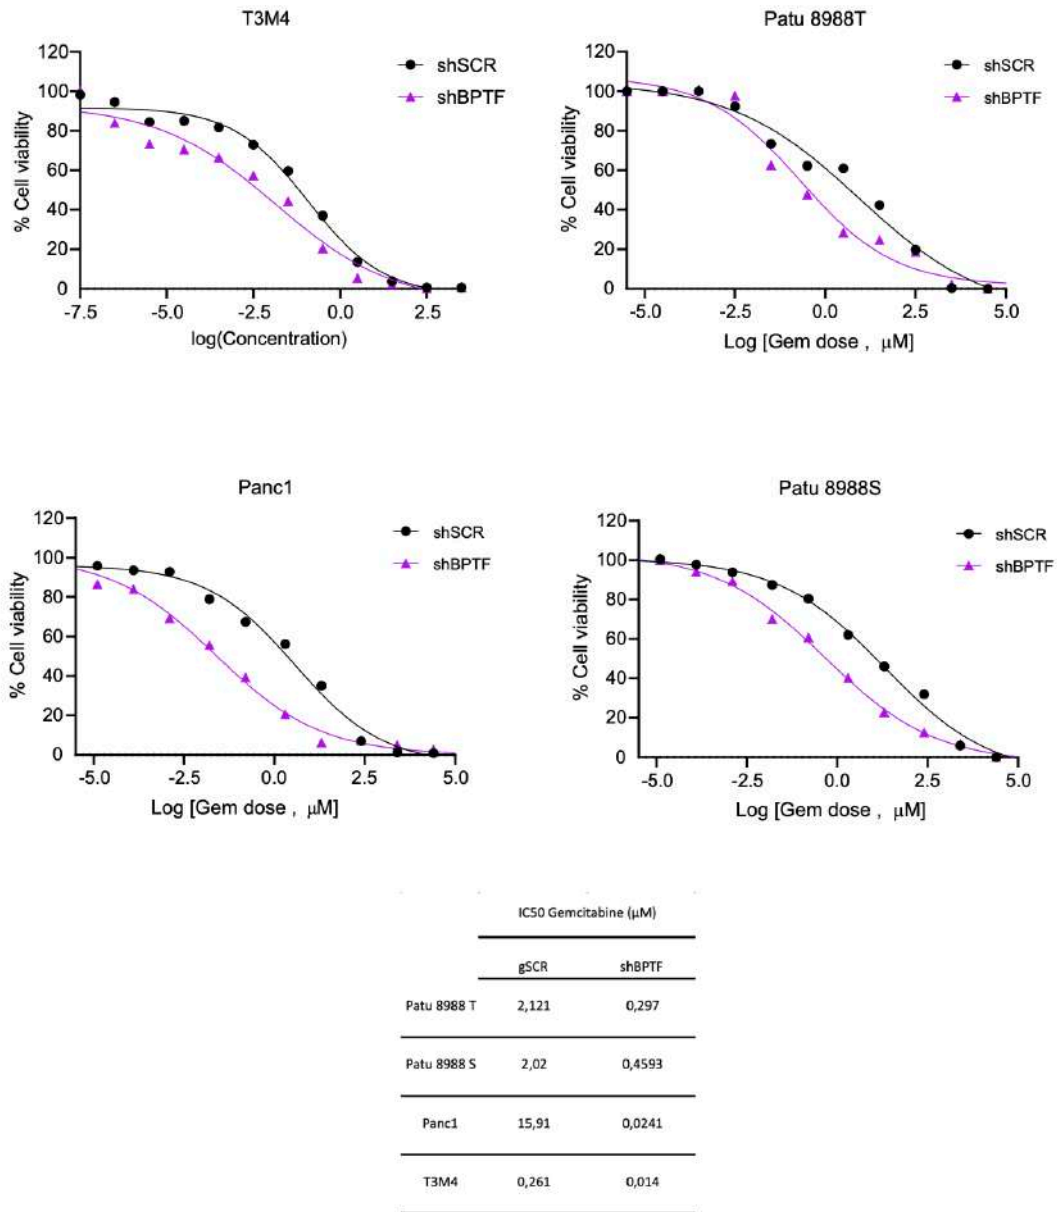 T3M4
120
100
80
60
40
20
0
% Cell viability
-7.5 -5.0 -2.5 0.0 2.5
log(Concentration)
shSCR
shBPTF
Patu 8988T
120
100
80
60
40
20
0
% Cell viability
-5.0 -2.5 0.0 2.5 5.0
Log [Gem dose , μM]
shSCR
shBPTF
Panc1
120
100
80
60
40
20
0
% Cell viability
-5.0 -2.5 0.0 2.5 5.0
Log [Gem dose , μM]
shSCR
shBPTF
Patu 8988S
120
100
80
60
40
20
0
% Cell viability
-5.0 -2.5 0.0 2.5 5.0
Log [Gem dose , μM]
shSCR
shBPTF
IC50 Gemcitabine (μM)
gSCR shBPTF
Patu 8988 T 2,121 0,297
Patu 8988 S 2,02 0,4593
Panc1 15,91 0,0241
T3M4 0,261 0,014